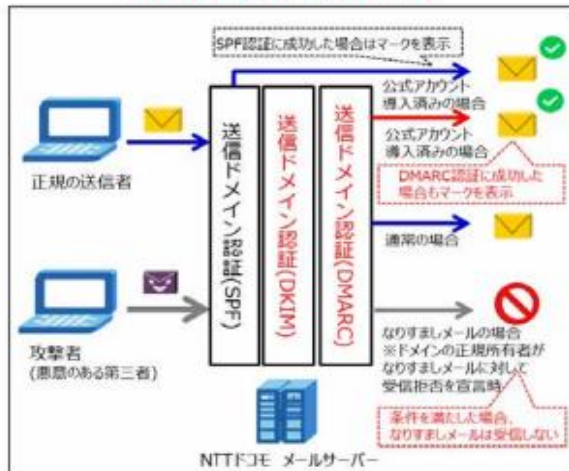 SPF認証に成功した場合はマークを表示
公式アカウント
導入済みの場合
公式アカウント
導入済みの場合
DMARC認証に成功した
場合もマークを表示
正規の送信者
送信ドメイン認証(SPF)
送信ドメイン認証(DKIM)
送信ドメイン認証(DMARC)
通常の場合
攻撃者
(悪意のある第三者)
なりすましメールの場合
※ドメインの正規所有者が
なりすましメールに対して
受信拒否を宣言時
条件を満たした場合、
なりすましメールは受信しない
NTTドコモ メールサーバー